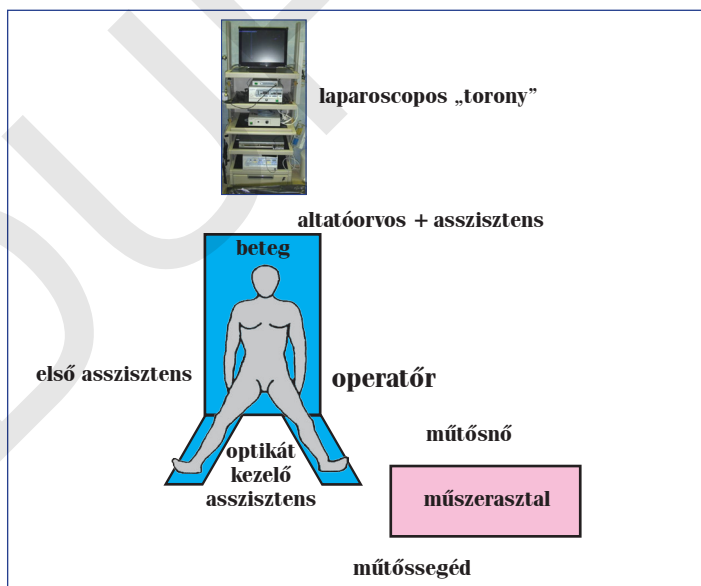 laparoscopos „torony”
altatóorvos + asszisztens
beteg
első asszisztens
operatőr
optikát
kezelő
asszisztens
műtősnő
műszerasztal
műtőssegéd